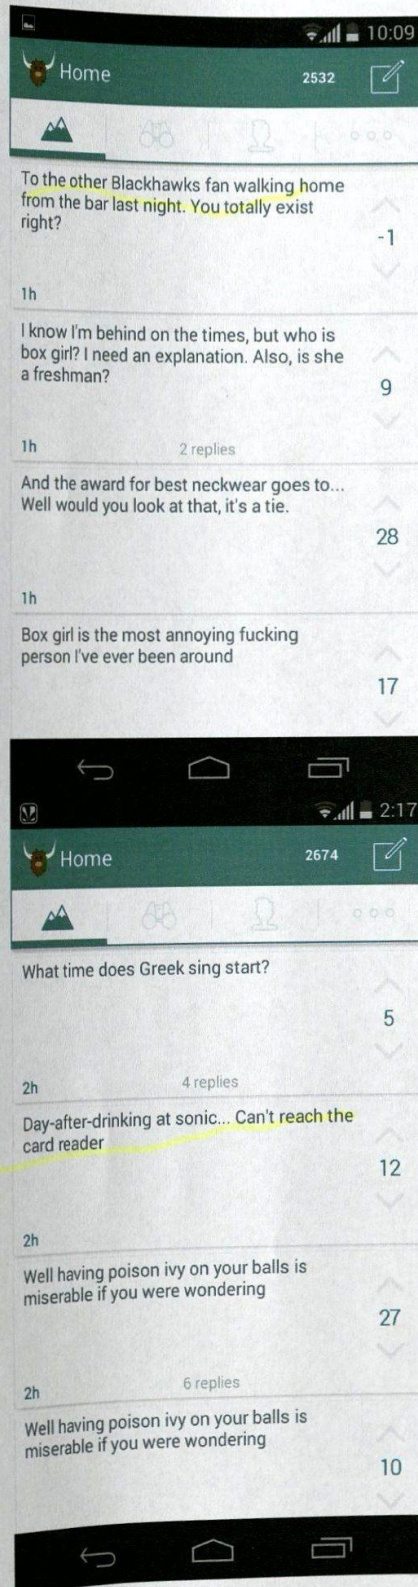 10:09
Home 2532
To the other Blackhawks fan walking home
from the bar last night. You totally exist
right?
-1
1h
I know I'm behind on the times, but who is
box girl? I need an explanation. Also, is she
a freshman?
9
1h 2 replies
And the award for best neckwear goes to...
Well would you look at that, it's a tie.
28
1h
Box girl is the most annoying fucking
person I've ever been around
17
2:17
Home 2674
What time does Greek sing start?
5
2h 4 replies
Day-after-drinking at sonic... Can't reach the
card reader
12
2h
Well having poison ivy on your balls is
miserable if you were wondering
27
2h 6 replies
Well having poison ivy on your balls is
miserable if you were wondering
10